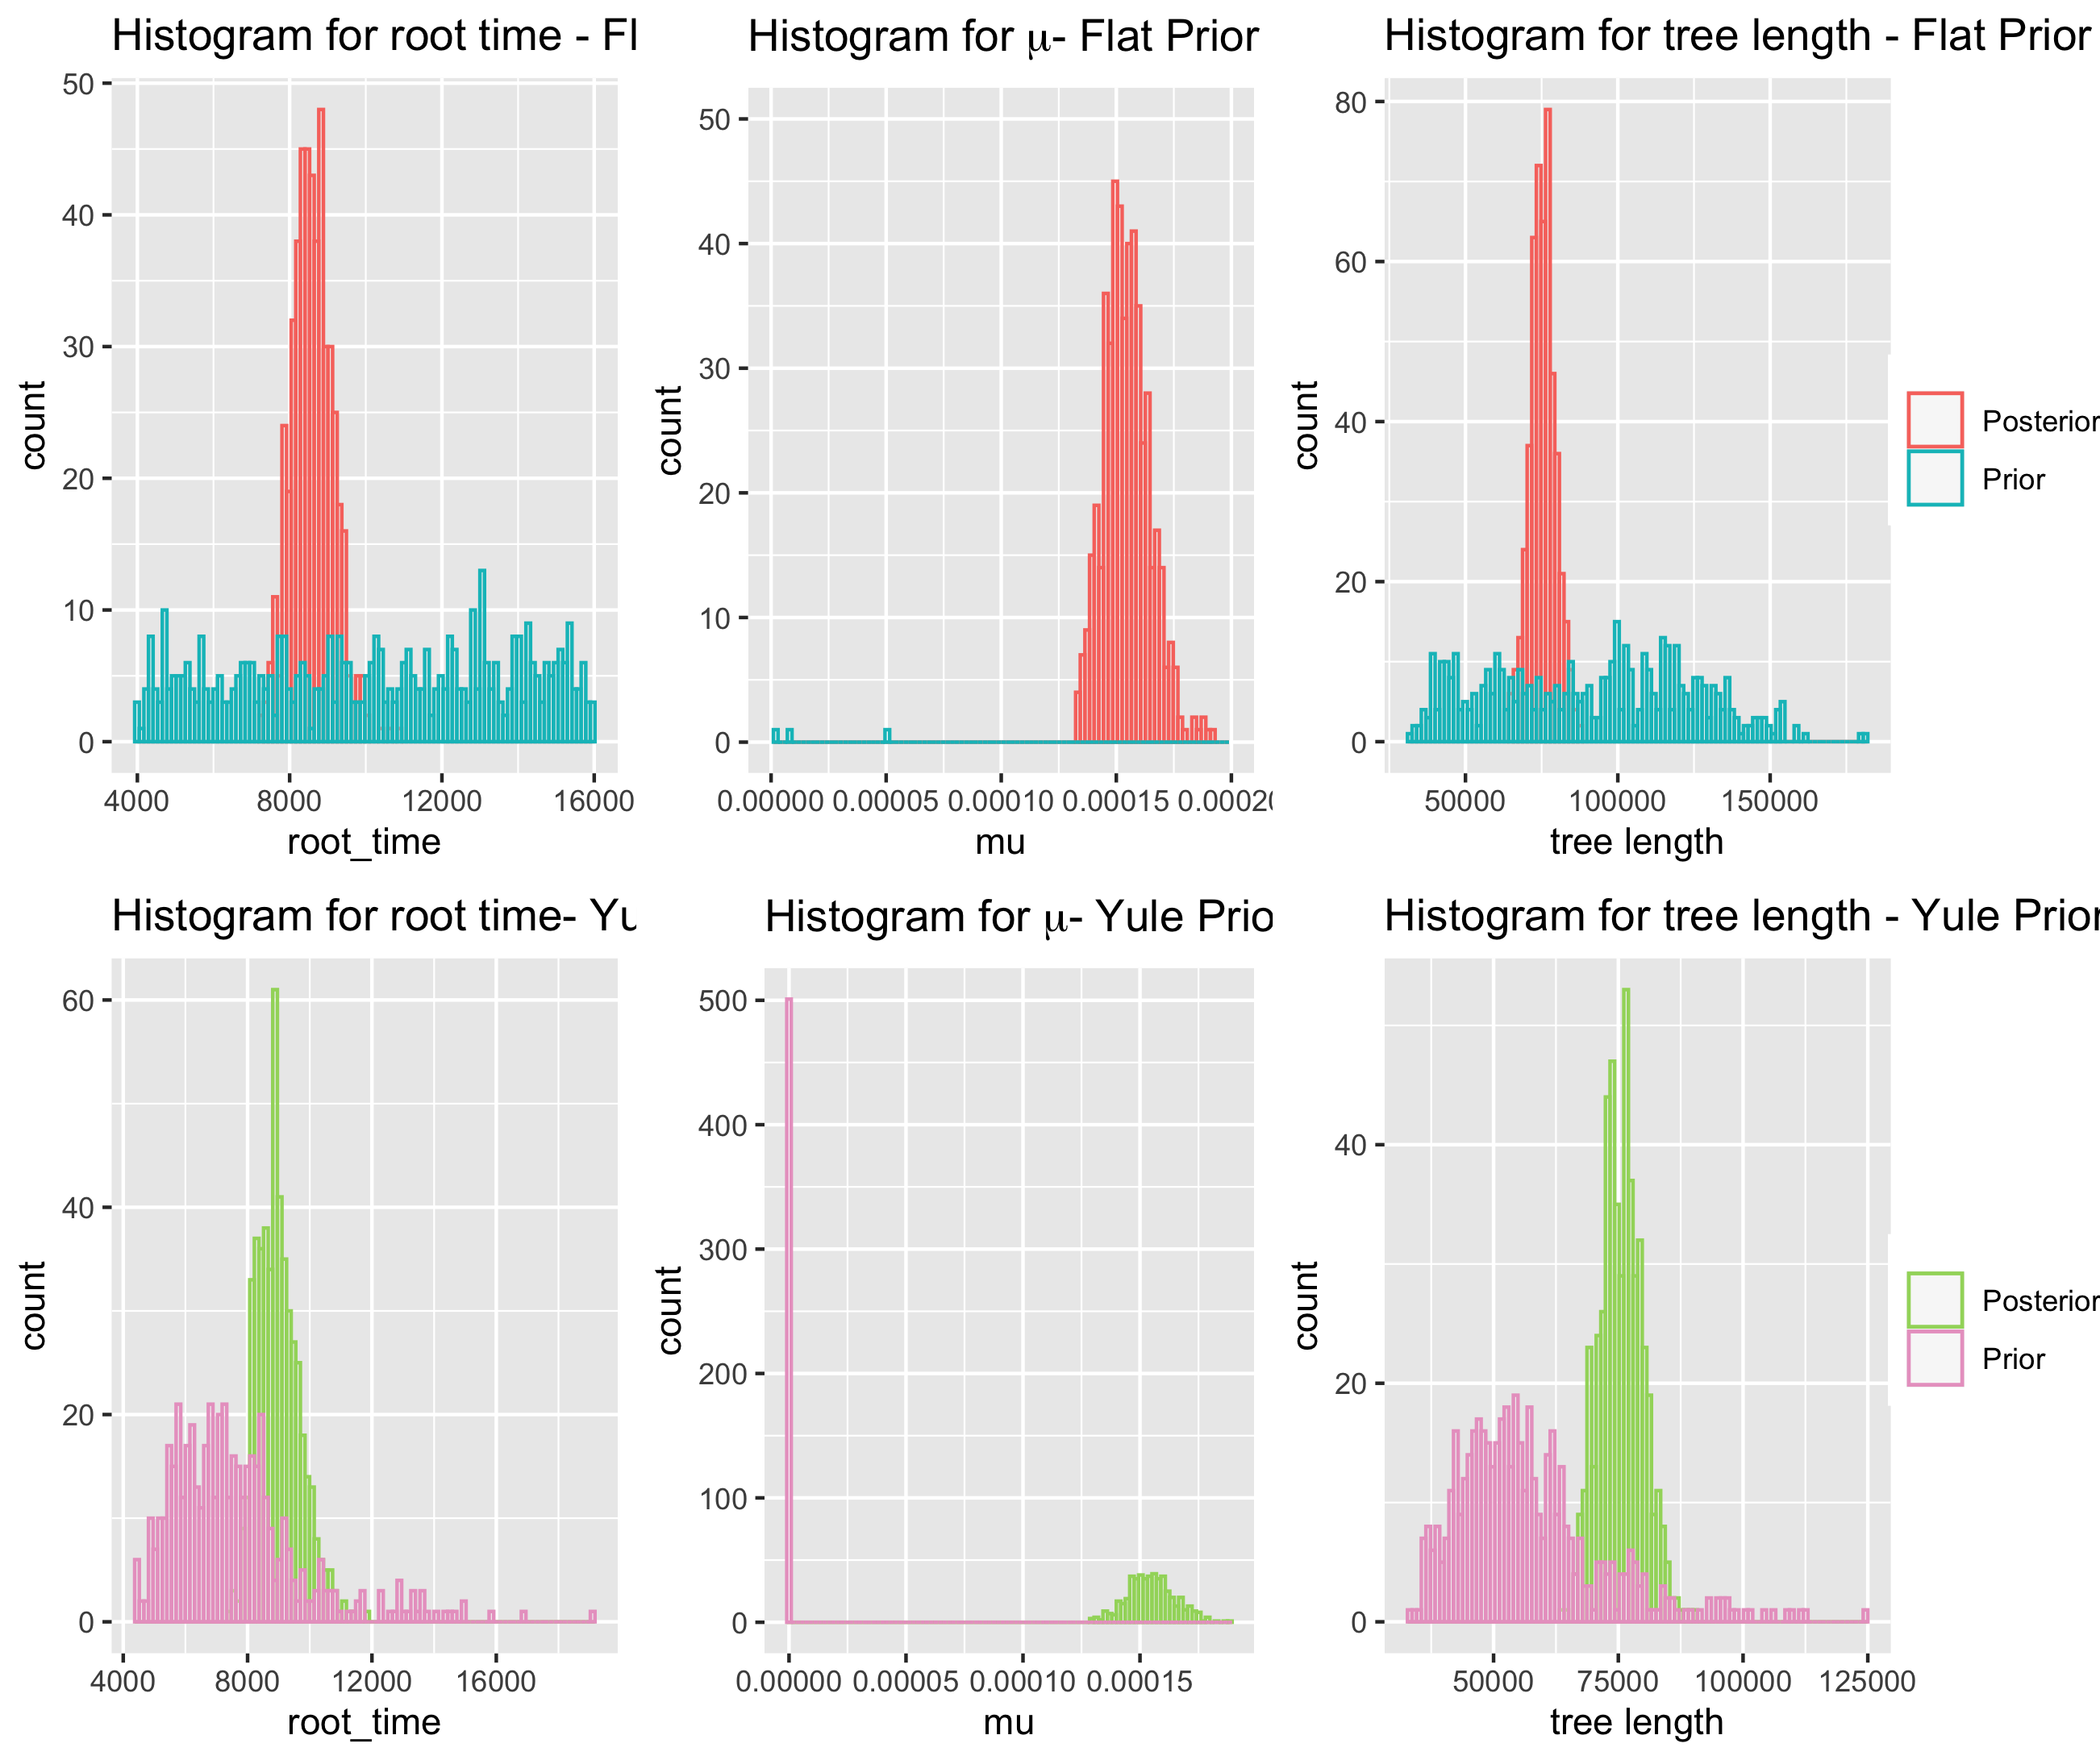 Histogram for root time - Fl
50
40
30
20
10
0
count
4000 8000 12000 16000
root_time
Histogram for μ- Flat Prior
50
40
30
20
10
0
count
0.00000 0.00005 0.00010 0.00015 0.00020
mu
Histogram for tree length - Flat Prior
80
60
40
20
0
count
50000 100000 150000
tree length
Posterior
Prior
Histogram for root time- Yu
60
40
20
0
count
4000 8000 12000 16000
root_time
Histogram for μ- Yule Prio
500
400
300
200
100
0
count
0.00000 0.00005 0.00010 0.00015
mu
Histogram for tree length - Yule Prior
40
20
0
count
50000 75000 100000 125000
tree length
Posterior
Prior